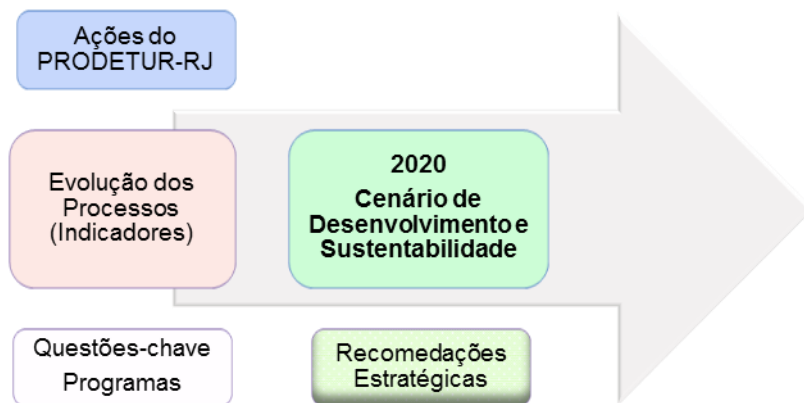 Ações do
PRODETUR-RJ
Evolução dos
Processos
(Indicadores)
2020
Cenário de
Desenvolvimento e
Sustentabilidade
Questões-chave
Programas
Recomedações
Estratégicas